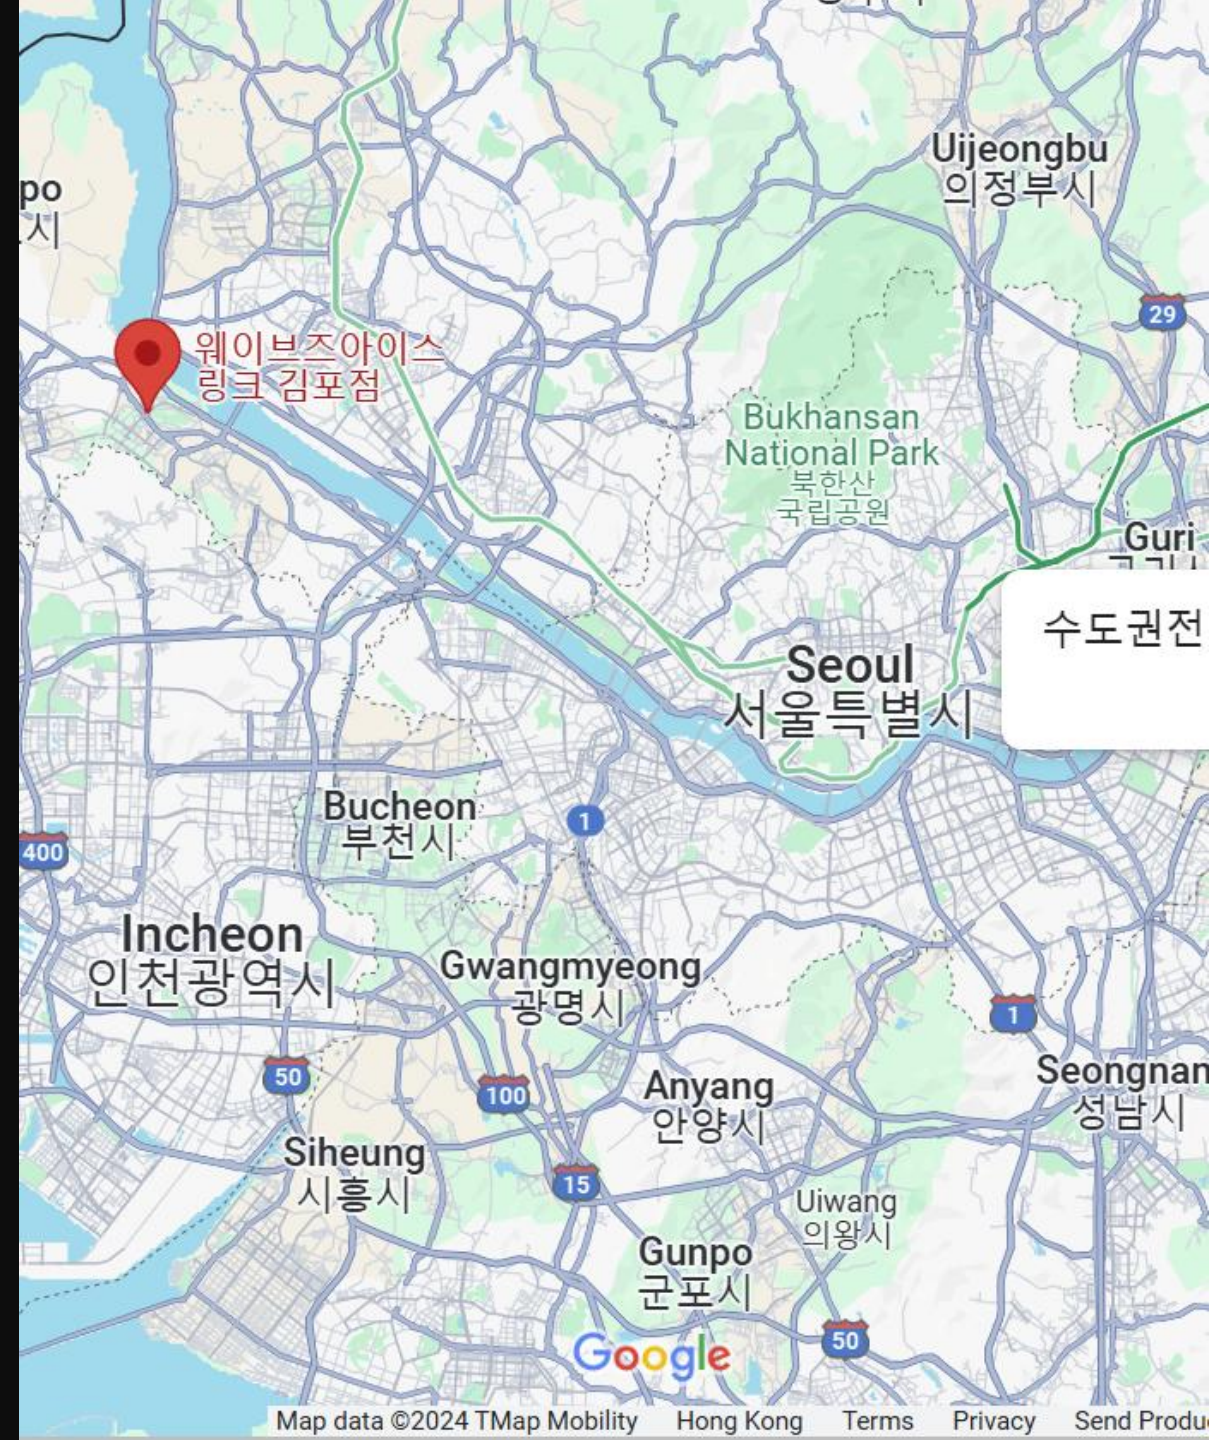 Uijeongbu
의정부시
po
시
29
웨이브즈아이스
링크 김포점
Bukhansan
National Park
북한산
국립공원
Guri
수도권전
Seoul
서울특별시
Bucheon
부천시
1
400
Incheon
인천광역시
Gwangmyeong
광명시
1
50
100
Anyang
안양시
Seongnam
성남시
Siheung
시흥시
15
Uiwang
의왕시
Gunpo
군포시
50
Google
Map data ©2024 TMap Mobility Hong Kong Terms Privacy Send Produ